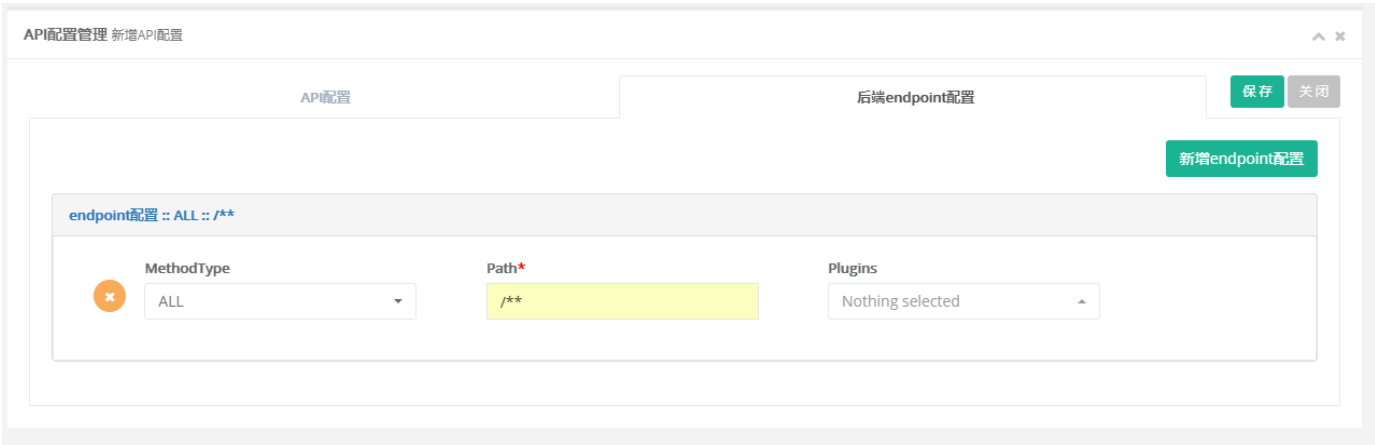 API配置管理 新增API配置
API配置
后端endpoint配置
保存
关闭
新增endpoint配置
endpoint配置 :: ALL :: /**
MethodType
Path*
Plugins
ALL
/**
Nothing selected